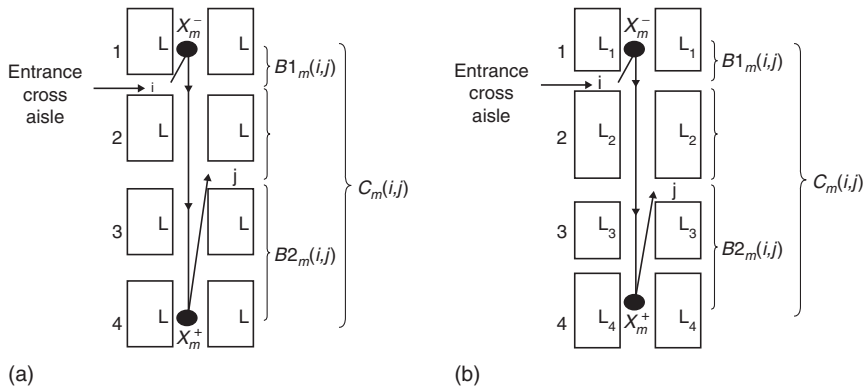 X_m^-
1 L L
B1_m(i,j)
Entrance
cross
aisle
i
2 L L
j
C_m(i,j)
3 L L
B2_m(i,j)
4 L L
X_m^+
(a)
X_m^-
1 L_1 L_1
B1_m(i,j)
Entrance
cross
aisle
i
2 L_2 L_2
j
C_m(i,j)
3 L_3 L_3
B2_m(i,j)
4 L_4 L_4
X_m^+
(b)